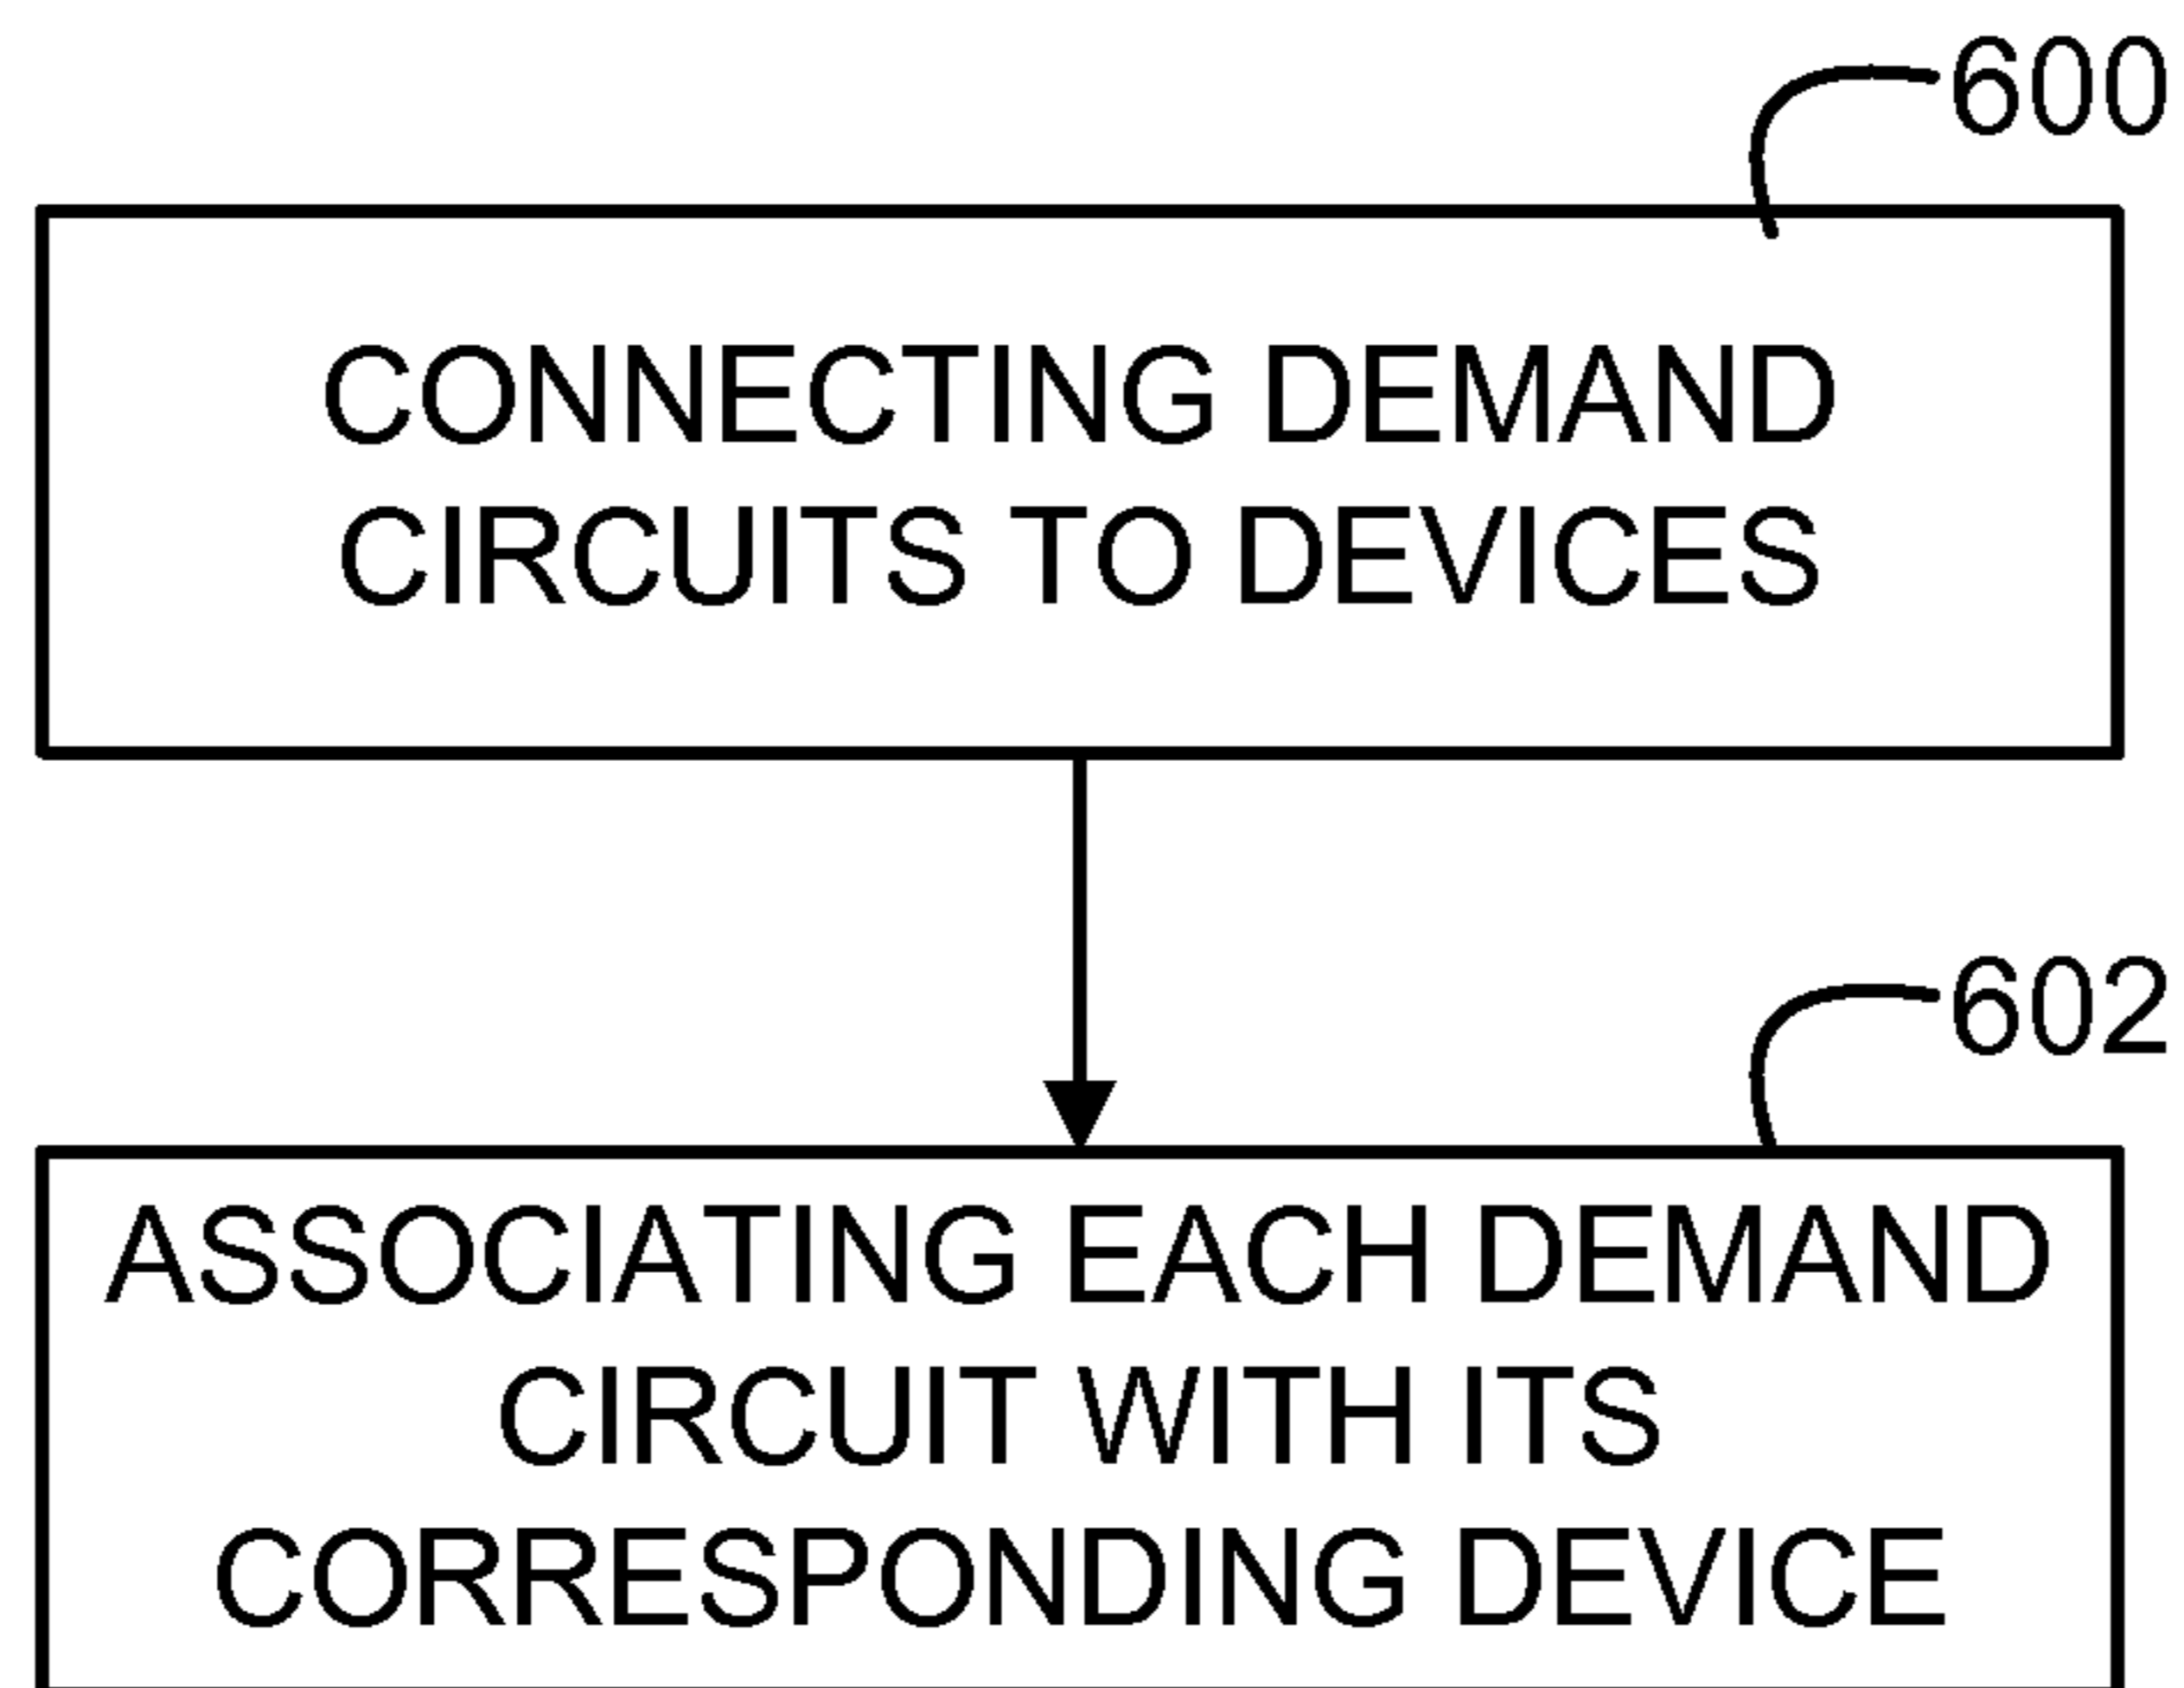 600
CONNECTING DEMAND
CIRCUITS TO DEVICES
602
ASSOCIATING EACH DEMAND
CIRCUIT WITH ITS
CORRESPONDING DEVICE